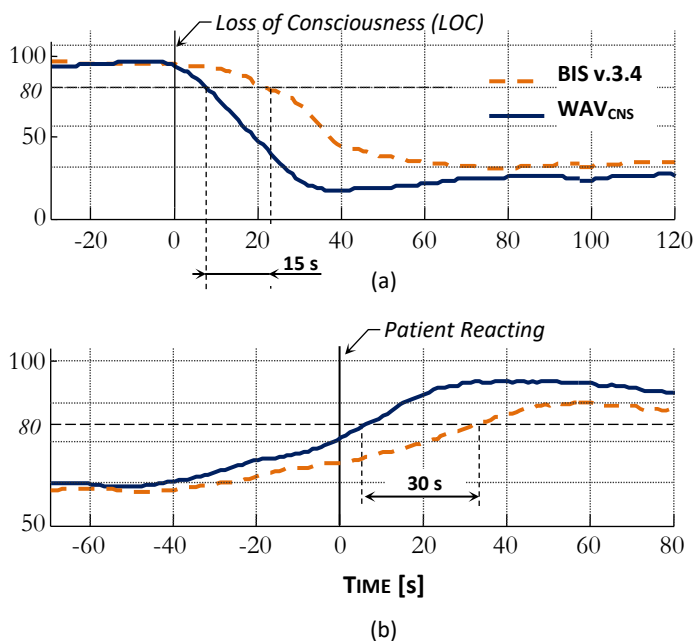 Loss of Consciousness (LOC)
100
80
50
0
BIS v.3.4
WAVCNS
-20 0 20 40 60 80 100 120
15 s
(a)
Patient Reacting
100
80
50
30 s
-60 -40 -20 0 20 40 60 80
TIME [s]
(b)